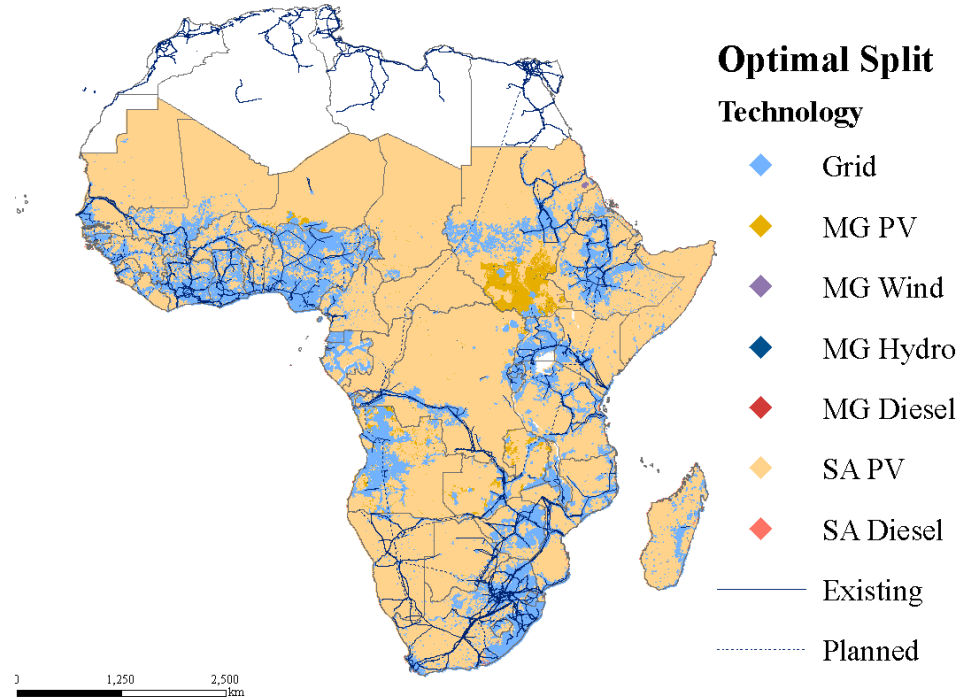 Optimal Split
Technology
Grid
MG PV
MG Wind
MG Hydro
MG Diesel
SA PV
SA Diesel
Existing
Planned
0 1,250 2,500
km